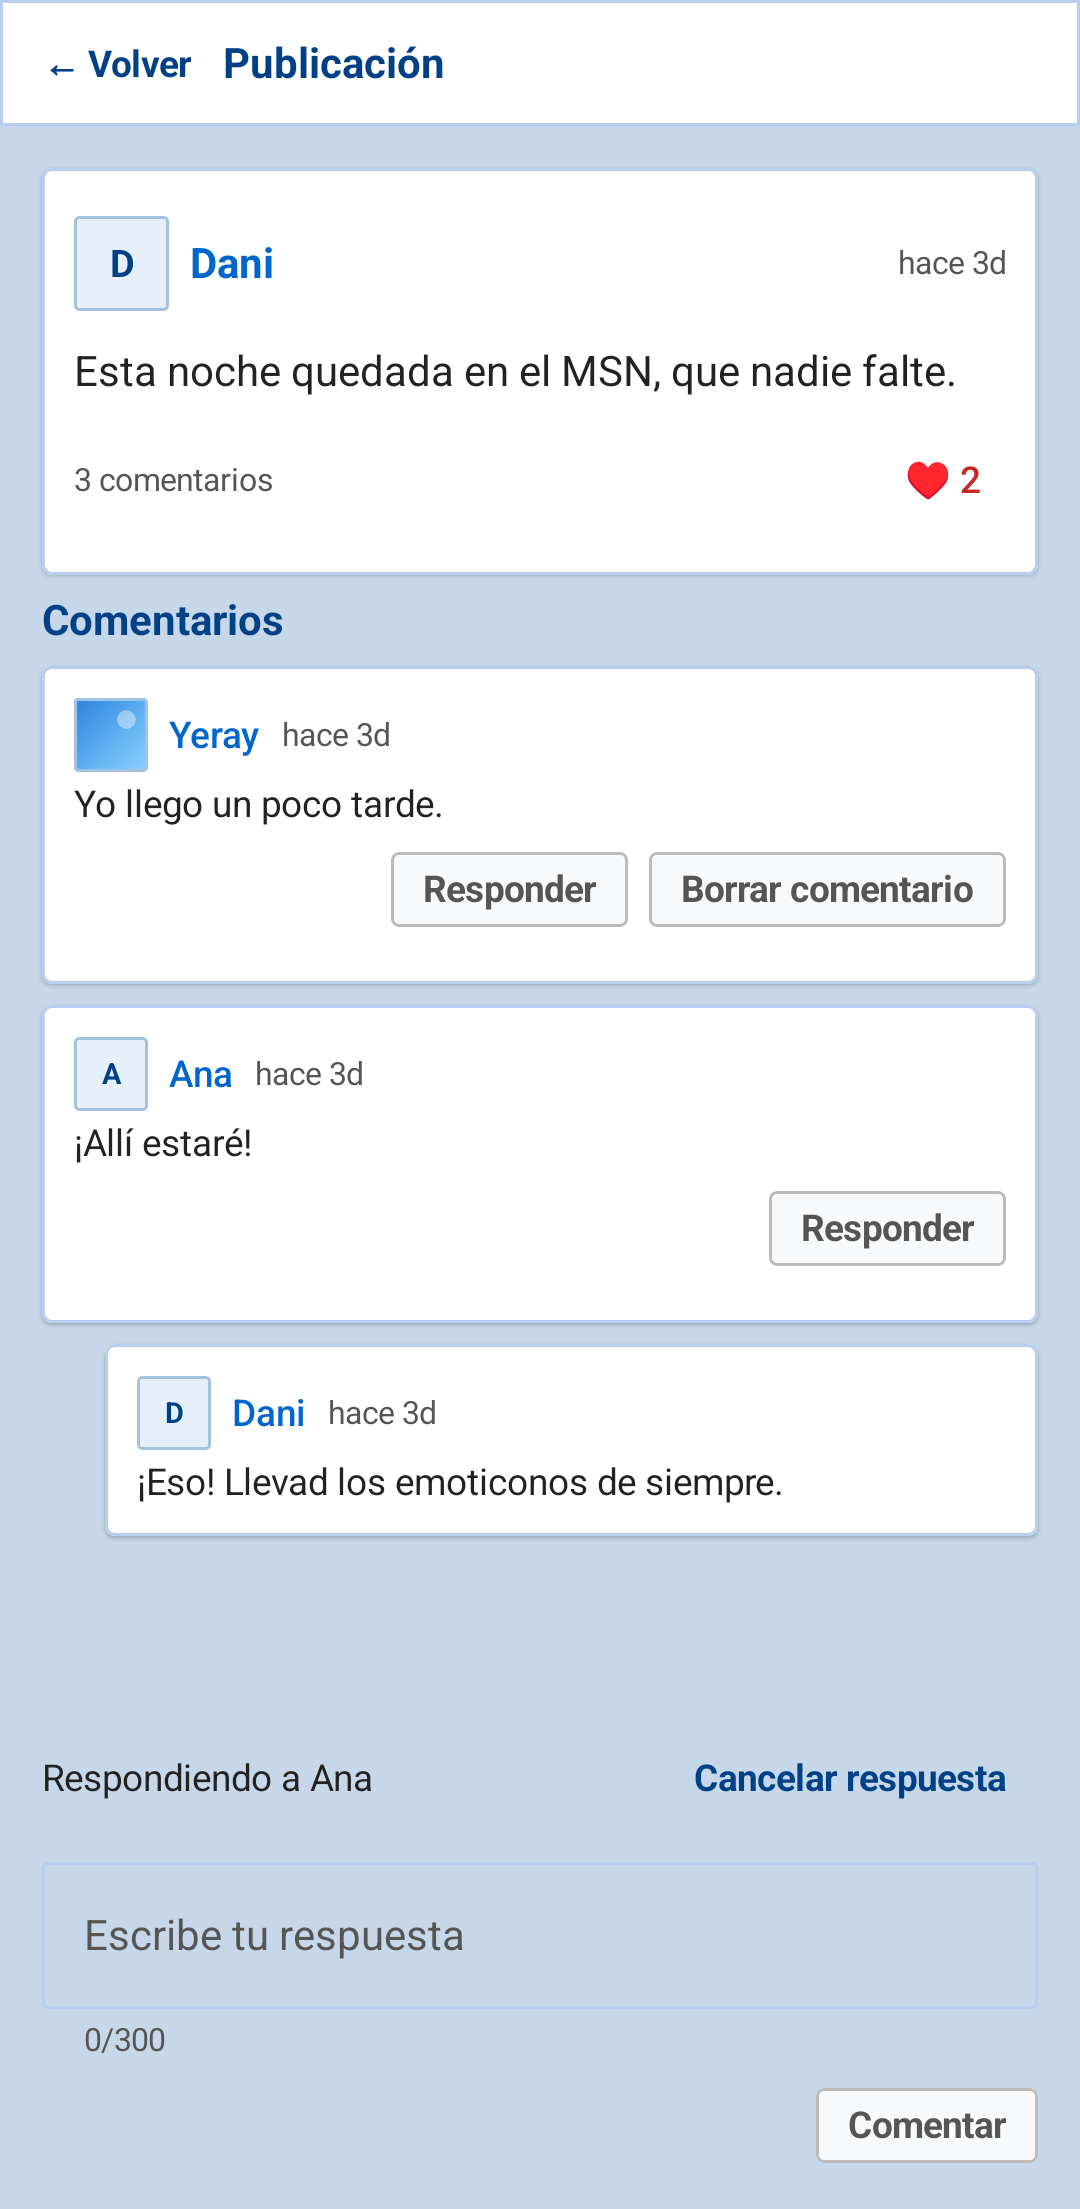 ← Volver Publicación
D Dani hace 3d
Esta noche quedada en el MSN, que nadie falte.
3 comentarios ❤️ 2
Comentarios
Yeray hace 3d
Yo llego un poco tarde.
Responder Borrar comentario
A Ana hace 3d
¡Allí estaré!
Responder
D Dani hace 3d
¡Eso! Llevad los emoticonos de siempre.
Respondiendo a Ana Cancelar respuesta
Escribe tu respuesta
0/300
Comentar